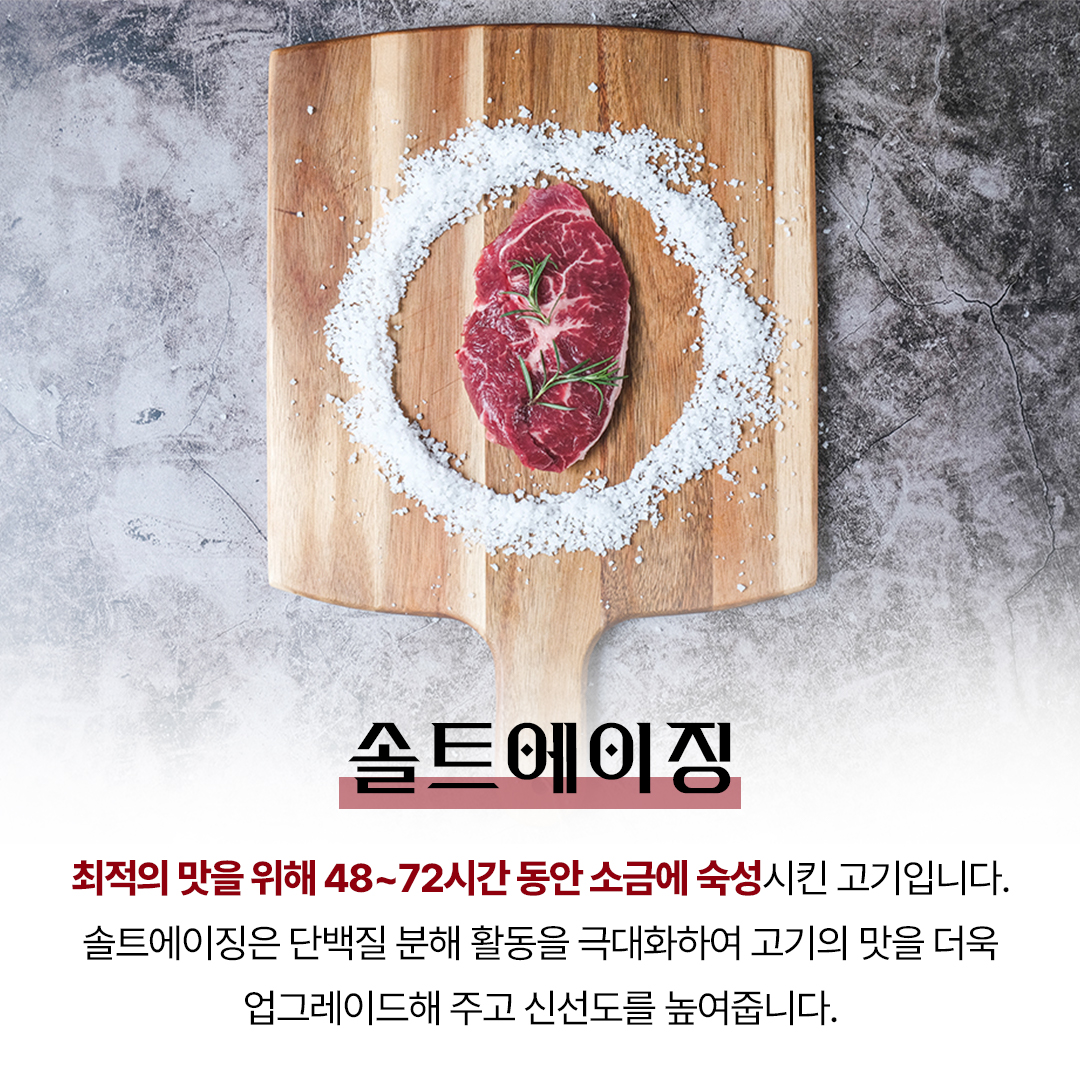 솔트에이징
최적의 맛을 위해 48~72시간 동안 소금에 숙성시킨 고기입니다.
솔트에이징은 단백질 분해 활동을 극대화하여 고기의 맛을 더욱
업그레이드해 주고 신선도를 높여줍니다.